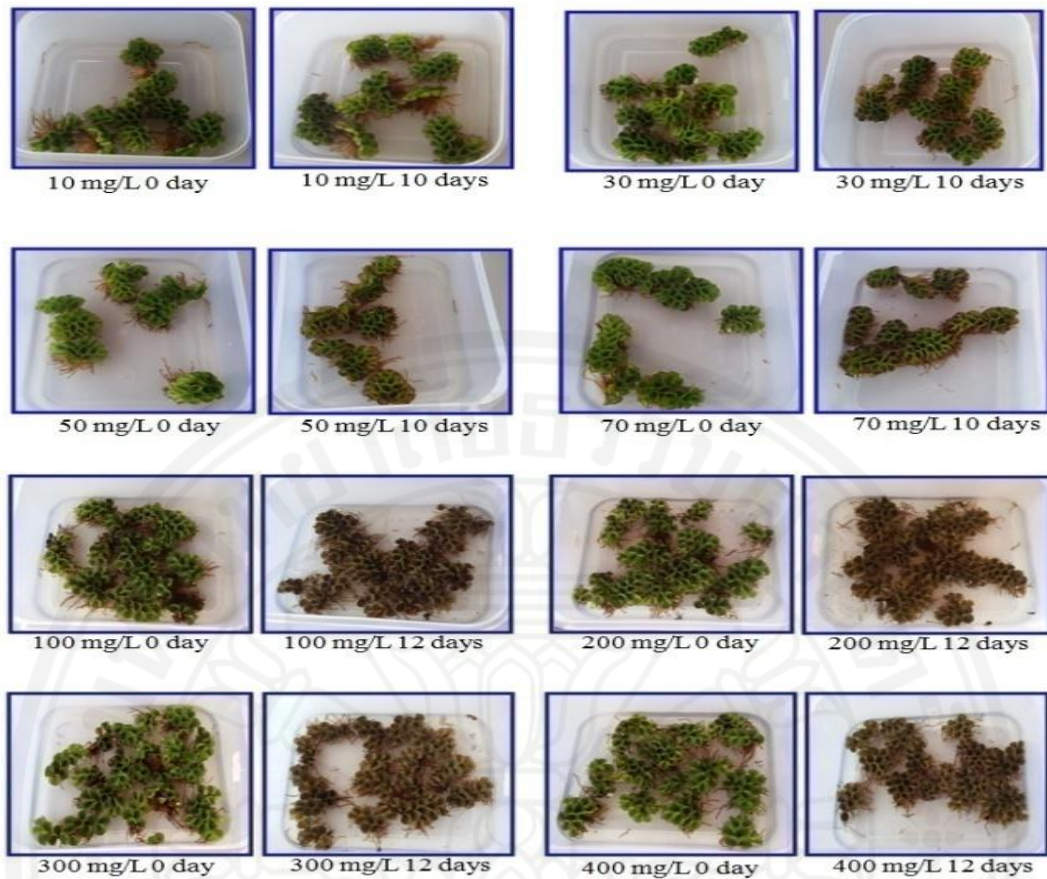 10 mg/L 0 day
10 mg/L 10 days
30 mg/L 0 day
30 mg/L 10 days
50 mg/L 0 day
50 mg/L 10 days
70 mg/L 0 day
70 mg/L 10 days
100 mg/L 0 day
100 mg/L 12 days
200 mg/L 0 day
200 mg/L 12 days
300 mg/L 0 day
300 mg/L 12 days
400 mg/L 0 day
400 mg/L 12 days